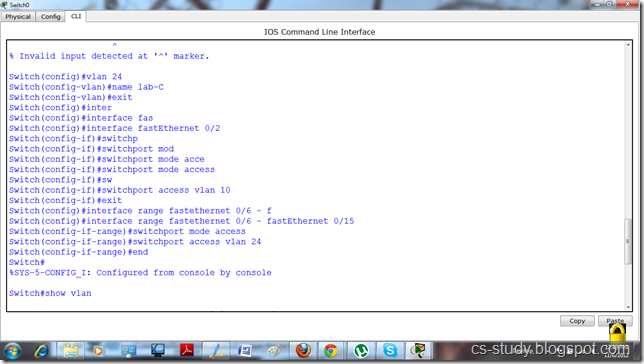 Switch0
Physical Config CLI
IOS Command Line Interface
^
% Invalid input detected at '^' marker.
Switch(config)#vlan 24
Switch(config-vlan)#name lab-C
Switch(config-vlan)#exit
Switch(config)#inter
Switch(config)#interface fas
Switch(config)#interface fastEthernet 0/2
Switch(config-if)#switchp
Switch(config-if)#switchport mod
Switch(config-if)#switchport mode acce
Switch(config-if)#switchport mode access
Switch(config-if)#sw
Switch(config-if)#switchport access vlan 10
Switch(config-if)#exit
Switch(config)#interface range fastethernet 0/6 - f
Switch(config)#interface range fastethernet 0/6 - fastEthernet 0/15
Switch(config-if-range)#switchport mode access
Switch(config-if-range)#switchport access vlan 24
Switch(config-if-range)#end
Switch#
%SYS-5-CONFIG_I: Configured from console by console
Switch#show vlan
Copy Paste
cs-study.blogspot.com